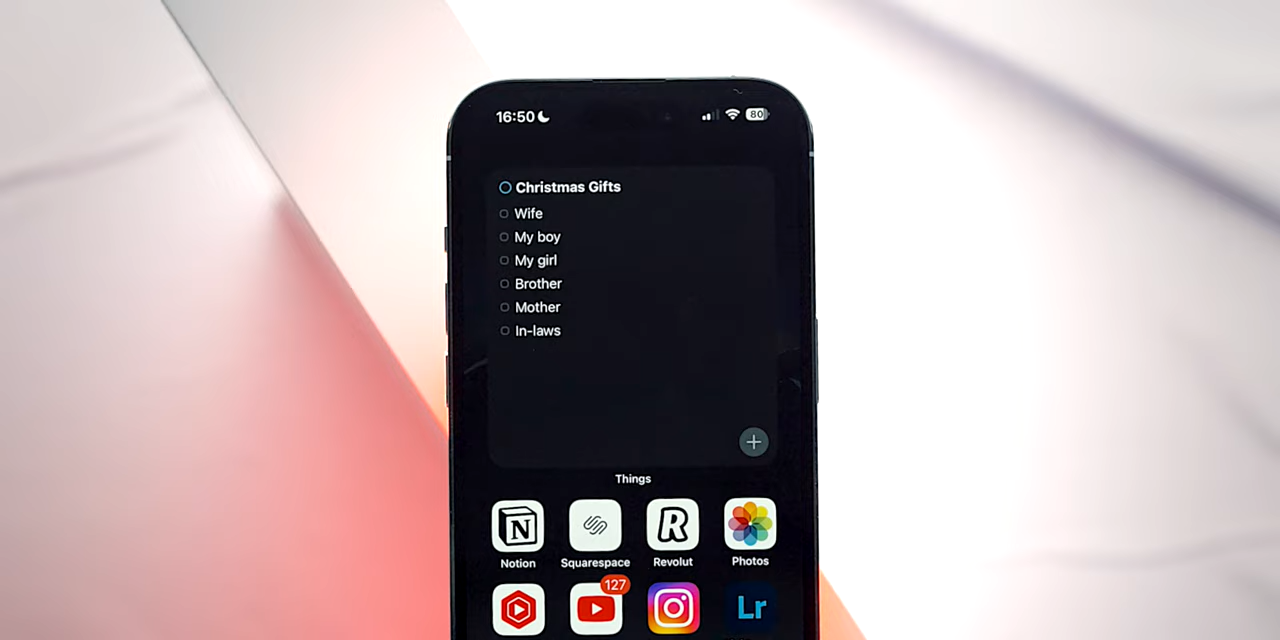 16:50
80
Christmas Gifts
Wife
My boy
My girl
Brother
Mother
In-laws
Things
Notion
Squarespace
Revolut
Photos
127
Lr